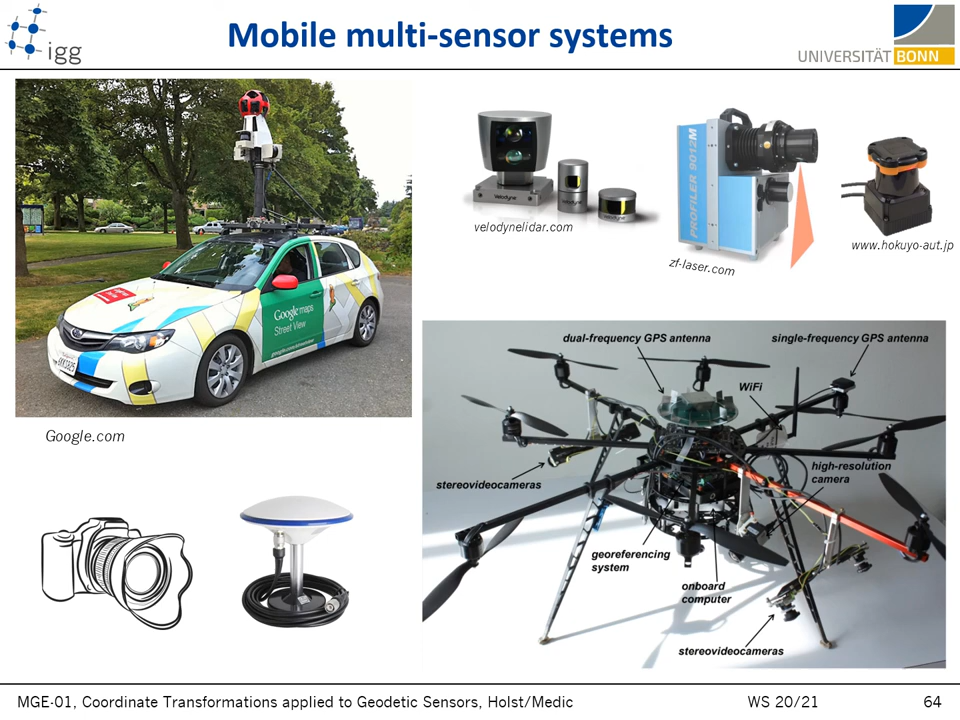 igg
Mobile multi-sensor systems
UNIVERSITÄT BONN
Google maps
Street View
Google.com
Velodyne
Velodyne
velodynelidar.com
PROFILER 9012M
zf-laser.com
www.hokuyo-aut.jp
dual-frequency GPS antenna
single-frequency GPS antenna
WiFi
high-resolution
camera
stereovideocameras
georeferencing
system
onboard
computer
stereovideocameras
MGE-01, Coordinate Transformations applied to Geodetic Sensors, Holst/Medic
WS 20/21
64